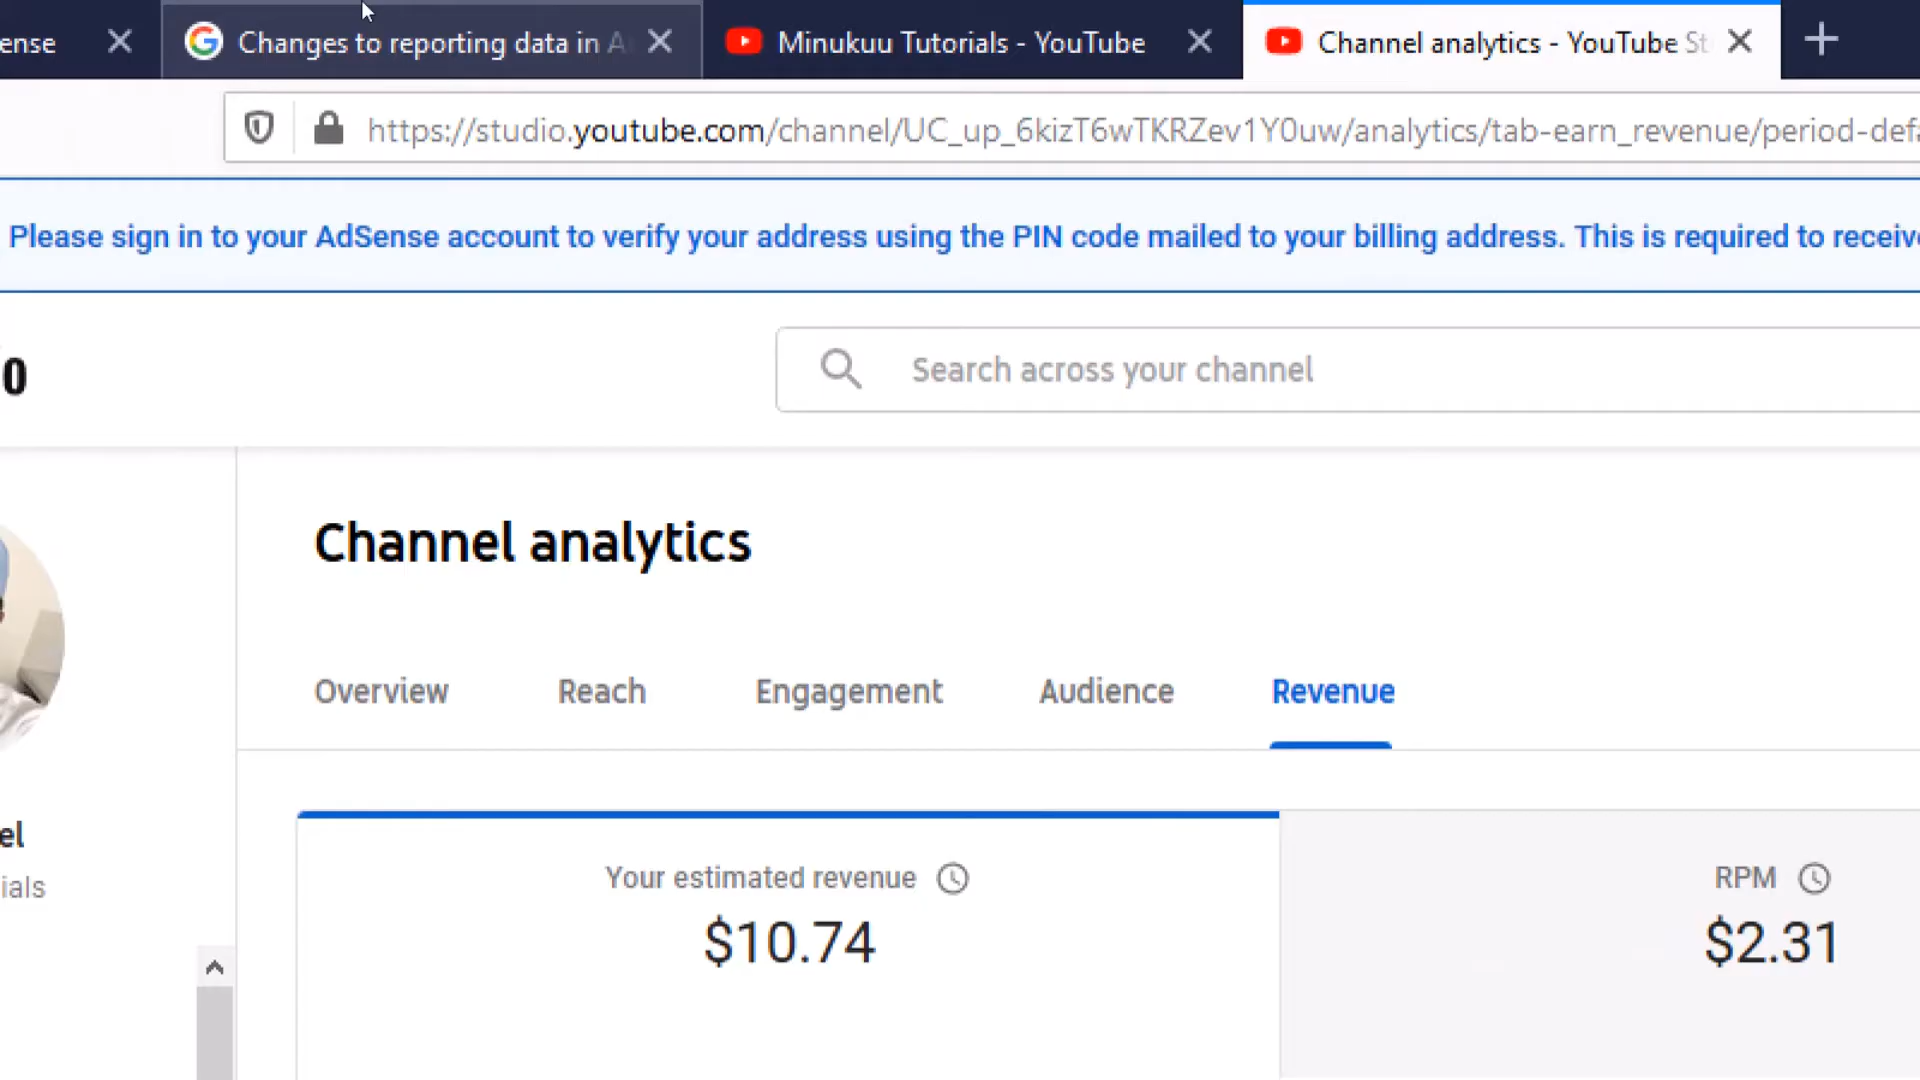 ense
Changes to reporting data in A
Minukuu Tutorials - YouTube
Channel analytics - YouTube St
https://studio.youtube.com/channel/UC_up_6kizT6wTKRZev1Y0uw/analytics/tab-earn_revenue/period-defa
Please sign in to your AdSense account to verify your address using the PIN code mailed to your billing address. This is required to receive
o
Search across your channel
Channel analytics
Overview Reach Engagement Audience Revenue
el
ials
Your estimated revenue
$10.74
RPM
$2.31